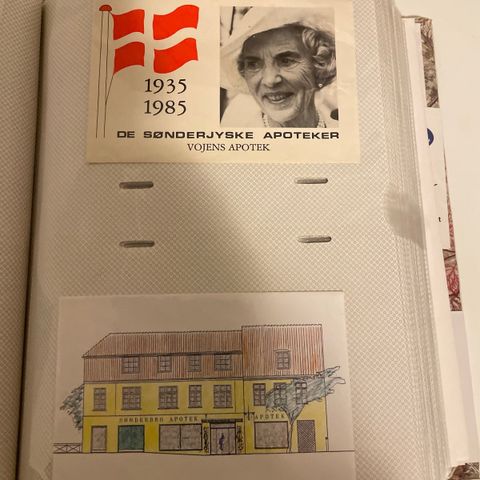 1935
1985
DE SØNDERJYSKE APOTEKER
VOJENS APOTEK
SØNDERBRO APOTEK
APOTEK